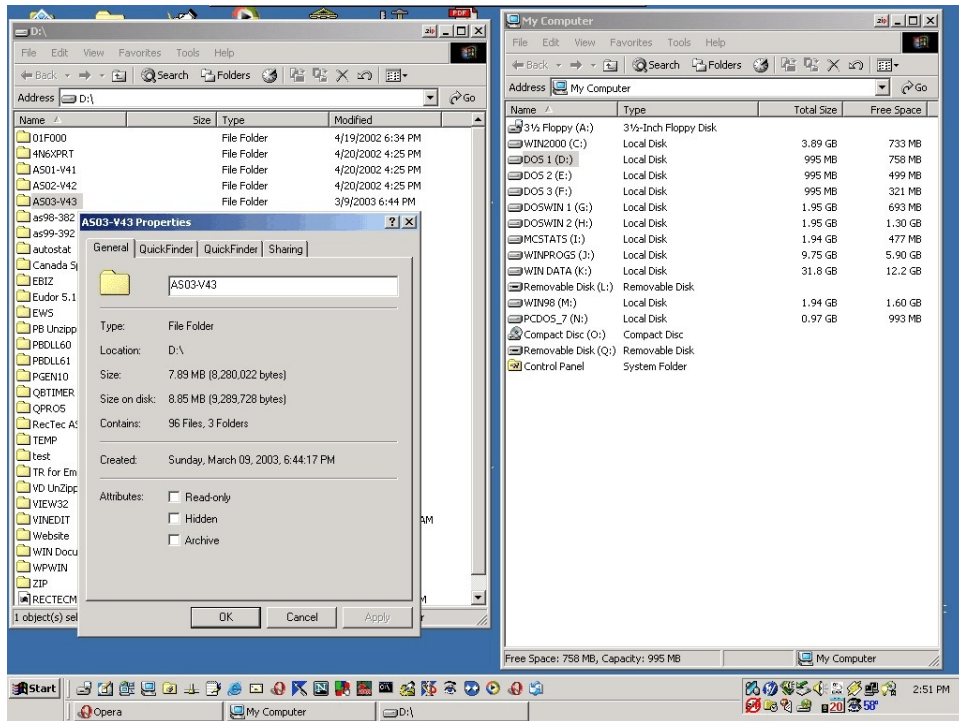 D:\
File Edit View Favorites Tools Help
Back Search Folders
Address D:\ Go
Name Size Type Modified
01F000 File Folder 4/19/2002 6:34 PM
4N6XPRT File Folder 4/20/2002 4:25 PM
AS01-V41 File Folder 4/20/2002 4:25 PM
AS02-V42 File Folder 4/20/2002 4:25 PM
AS03-V43 File Folder 3/9/2003 6:44 PM
as98-382
as99-392
autostat
Canada
EBIZ
Eudor 5.1
EWS
PB Unzipp
PBDLL60
PBDLL61
PGEN10
QBTIMER
QPRO5
RecTec
TEMP
test
TR for Em
VD UnZipp
VIEW32
VINEDIT AM
Website
WIN Docu
WPWIN
ZIP
RECTECM
1 object(s) sel
AS03-V43 Properties
General QuickFinder QuickFinder Sharing
AS03-V43
Type: File Folder
Location: D:\
Size: 7.89 MB (8,280,022 bytes)
Size on disk: 8.85 MB (9,289,728 bytes)
Contains: 96 Files, 3 Folders
Created: Sunday, March 09, 2003, 6:44:17 PM
Attributes: Read-only
Hidden
Archive
OK Cancel Apply
My Computer
File Edit View Favorites Tools Help
Back Search Folders
Address My Computer Go
Name Type Total Size Free Space
3½ Floppy (A:) 3½-Inch Floppy Disk
WIN2000 (C:) Local Disk 3.89 GB 733 MB
DOS 1 (D:) Local Disk 995 MB 758 MB
DOS 2 (E:) Local Disk 995 MB 499 MB
DOS 3 (F:) Local Disk 995 MB 321 MB
DOSWIN 1 (G:) Local Disk 1.95 GB 693 MB
DOSWIN 2 (H:) Local Disk 1.95 GB 1.30 GB
MCSTATS (I:) Local Disk 1.94 GB 477 MB
WINPROGS (J:) Local Disk 9.75 GB 5.90 GB
WIN DATA (K:) Local Disk 31.8 GB 12.2 GB
Removable Disk (L:) Removable Disk
WIN98 (M:) Local Disk 1.94 GB 1.60 GB
PCDOS_7 (N:) Local Disk 0.97 GB 993 MB
Compact Disc (O:) Compact Disc
Removable Disk (Q:) Removable Disk
Control Panel System Folder
Free Space: 758 MB, Capacity: 995 MB My Computer
Start 2:51 PM
Opera My Computer D:\ 20 58°